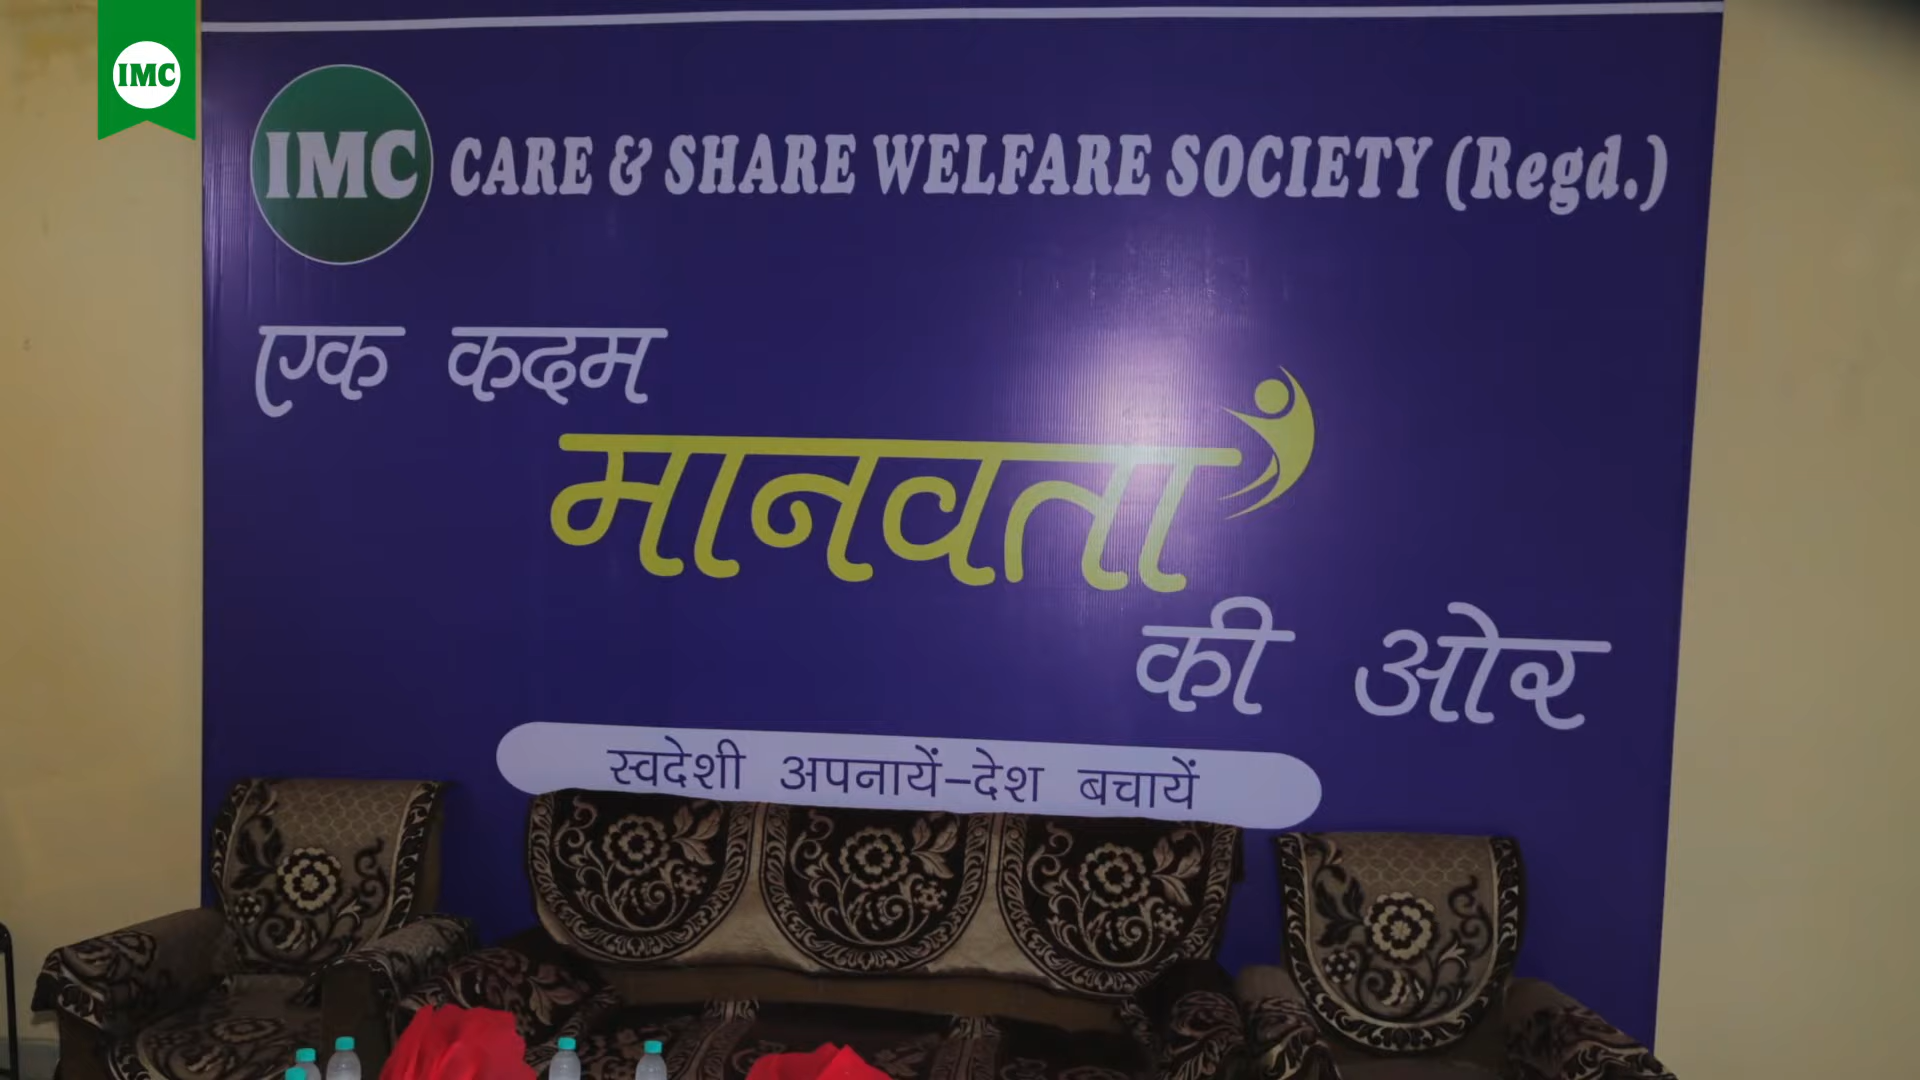 IMC
IMC CARE & SHARE WELFARE SOCIETY (Regd.)
एक कदम
मानवता
की ओर
स्वदेशी अपनायें-देश बचायें